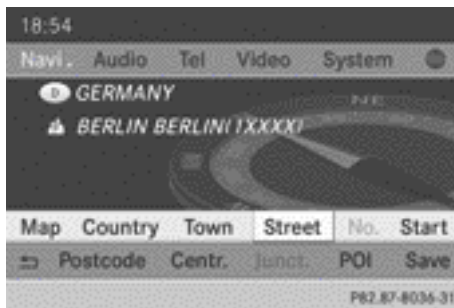 18:54
Navi. Audio Tel Video System
D GERMANY
NE
BERLIN BERLIN(1XXXX)
Map Country Town Street No. Start
Postcode Centr. Junct. POI Save
P82.87-8036-31